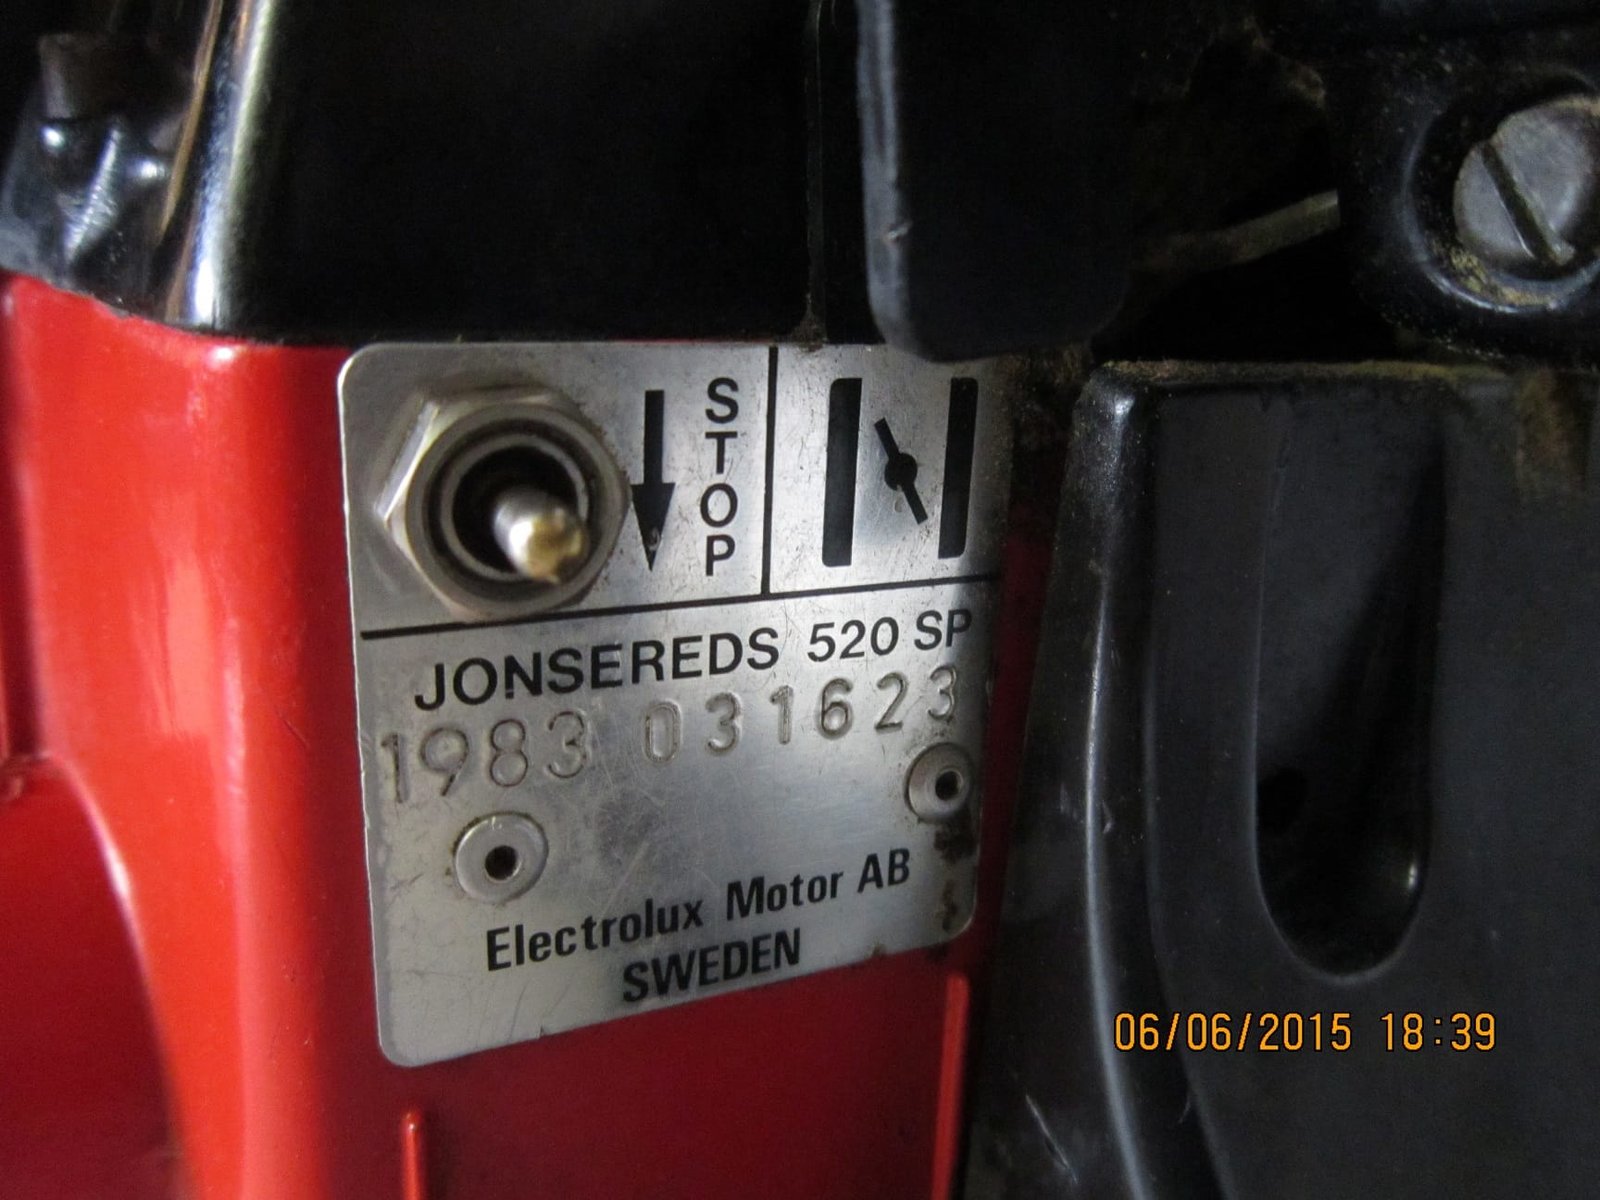 STOP
JONSEREDS 520 SP
1983 031623
Electrolux Motor AB
SWEDEN
06/06/2015 18:39